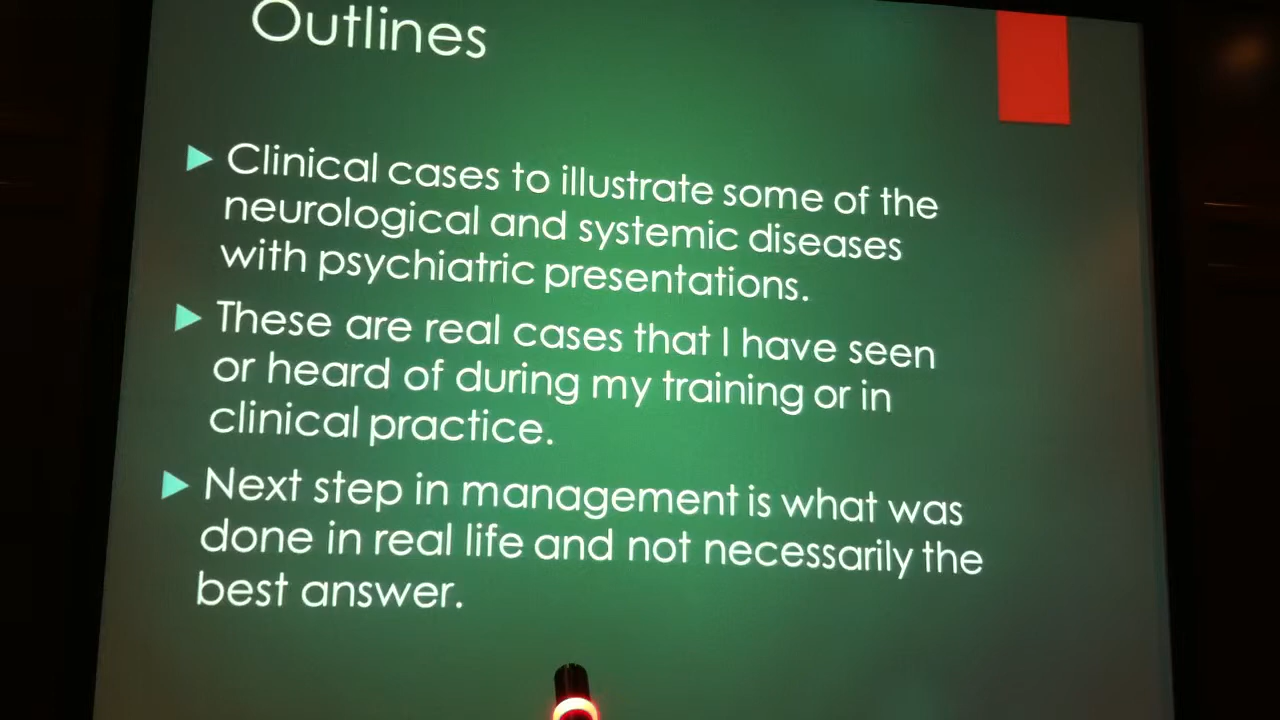 Outlines
Clinical cases to illustrate some of the
neurological and systemic diseases
with psychiatric presentations.
These are real cases that I have seen
or heard of during my training or in
clinical practice.
Next step in management is what was
done in real life and not necessarily the
best answer.